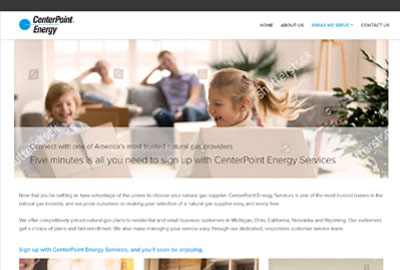 CenterPoint
Energy
HOME ABOUT US AREAS WE SERVE CONTACT US
shutterstock
Connect with one of America's most trusted natural gas providers
Five minutes is all you need to sign up with CenterPoint Energy Services
Now that you're willing to take advantage of the power to choose your natural gas supplier, CenterPoint Energy Services is one of the most trusted names in the
natural gas industry, and we pride ourselves on making your selection of a natural gas supplier easy and worry free.
We offer competitively priced natural gas plans to residential and small business customers in Michigan, Ohio, California, Nebraska and Wyoming. Our customers
get a choice of plans and fast enrollment. We also make managing your service easy through our dedicated, responsive customer service team.
Sign up with CenterPoint Energy Services, and you'll soon be enjoying: